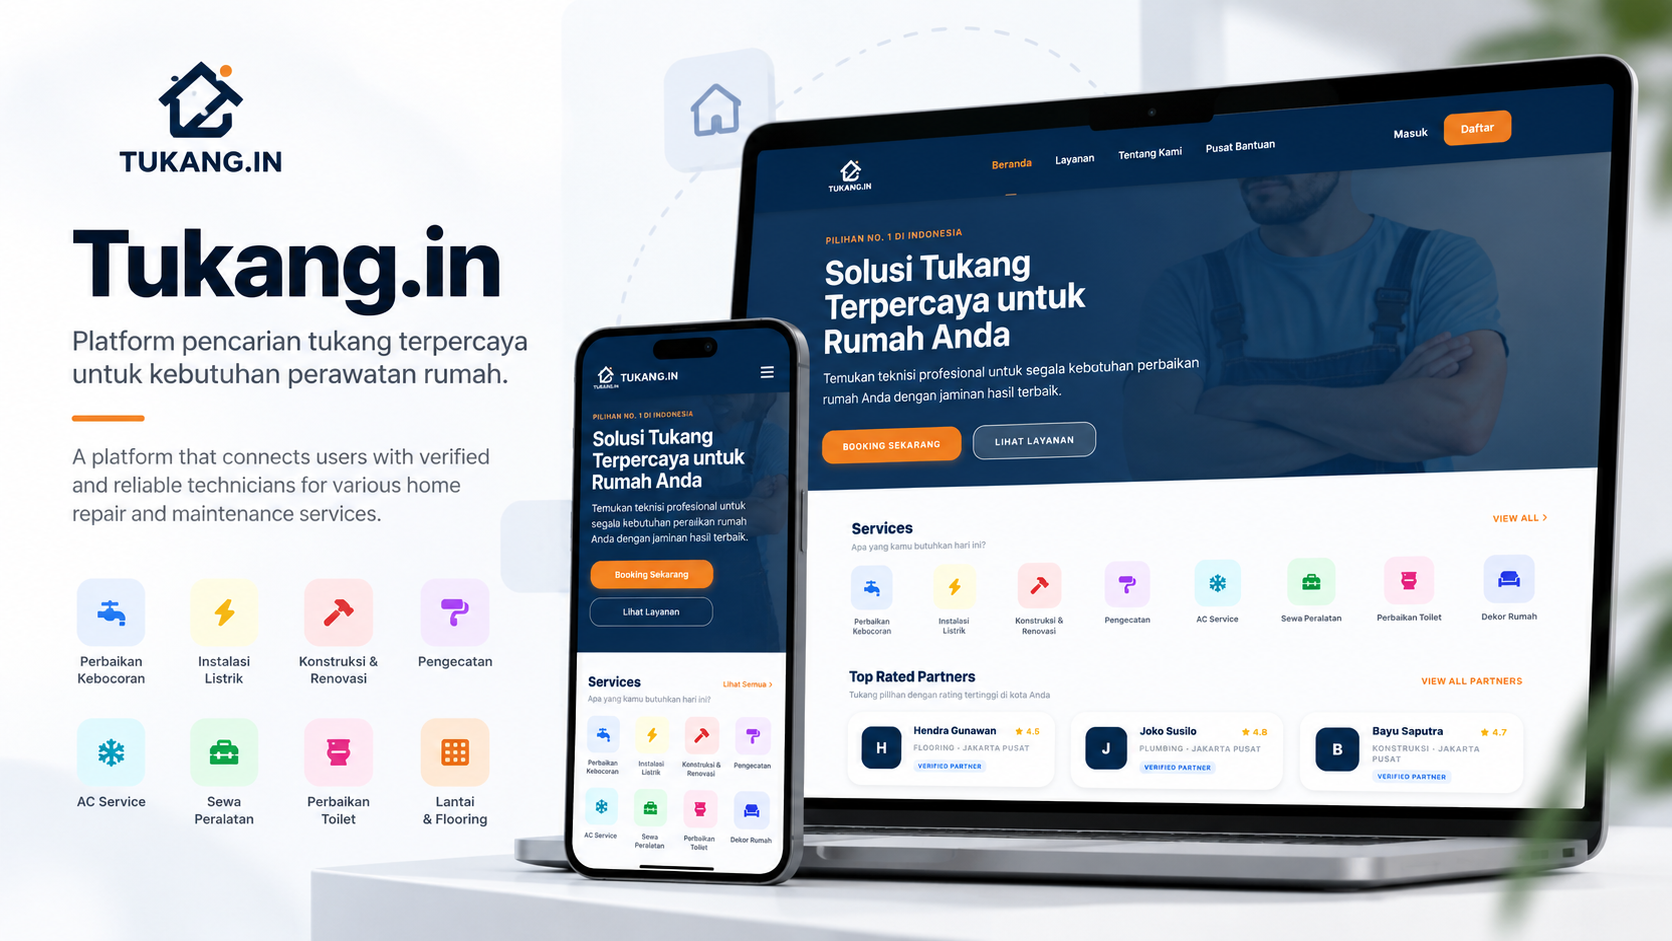 TUKANG.IN
Tukang.in
Platform pencarian tukang terpercaya
untuk kebutuhan perawatan rumah.
A platform that connects users with verified
and reliable technicians for various home
repair and maintenance services.
Perbaikan
Kebocoran
Instalasi
Listrik
Konstruksi &
Renovasi
Pengecatan
AC Service
Sewa
Peralatan
Perbaikan
Toilet
Lantai
& Flooring
TUKANG.IN
TUKANG.IN
PILIHAN NO. 1 DI INDONESIA
Solusi Tukang
Terpercaya untuk
Rumah Anda
Temukan teknisi profesional untuk
segala kebutuhan perbaikan rumah
Anda dengan jaminan hasil terbaik.
Booking Sekarang
Lihat Layanan
Services
Lihat Semua >
Apa yang kamu butuhkan hari ini?
Perbaikan
Kebocoran
Instalasi
Listrik
Konstruksi &
Renovasi
Pengecatan
AC Service
Sewa
Peralatan
Perbaikan
Toilet
Dekor Rumah
TUKANG.IN
Beranda
Layanan
Tentang Kami
Pusat Bantuan
Masuk
Daftar
PILIHAN NO. 1 DI INDONESIA
Solusi Tukang
Terpercaya untuk
Rumah Anda
Temukan teknisi profesional untuk segala kebotuhan perbaikan
rumah Anda dengan jaminan hasil terbaik.
BOOKING SEKARANG
LIHAT LAYANAN
Services
VIEW ALL >
Apa yang kamu butuhkan hari ini?
Perbaikan
Kebocoran
Instalasi
Listrik
Konstruksi &
Renovasi
Pengecatan
AC Service
Sewa Peralatan
Perbaikan Toilet
Dekor Rumah
Top Rated Partners
VIEW ALL PARTNERS
Tukang pilihan dengan rating tertinggi di kota Anda
H
Hendra Gunawan
★ 4.5
FLOORING • JAKARTA PUSAT
VERIFIED PARTNER
J
Joko Susilo
★ 4.8
PLUMBING • JAKARTA PUSAT
VERIFIED PARTNER
B
Bayu Saputra
★ 4.7
KONSTRUKSI • JAKARTA
PUSAT
VERIFIED PARTNER